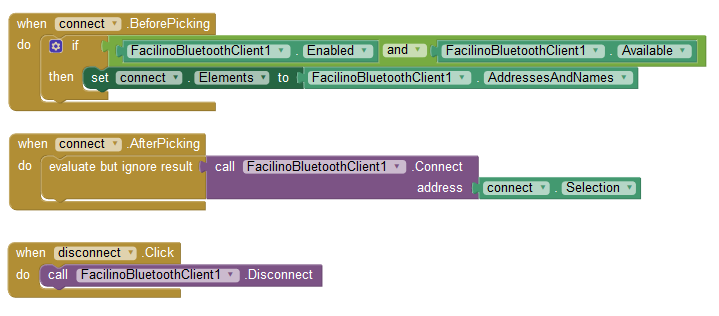 when connect .BeforePicking
do if FacilinoBluetoothClient1 . Enabled and FacilinoBluetoothClient1 . Available
then set connect . Elements to FacilinoBluetoothClient1 . AddressesAndNames
when connect .AfterPicking
do evaluate but ignore result call FacilinoBluetoothClient1 .Connect
address connect . Selection
when disconnect .Click
do call FacilinoBluetoothClient1 .Disconnect